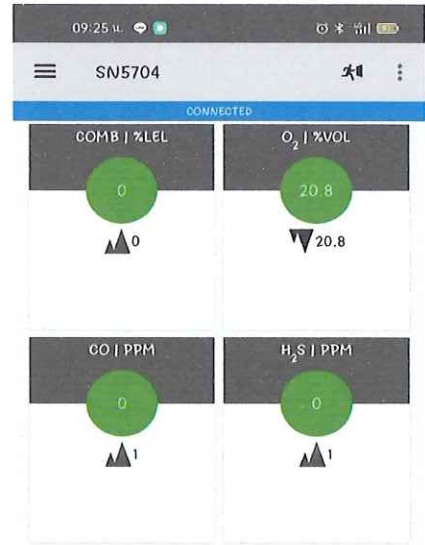 09:25 น.
SN5704
CONNECTED
COMB | %LEL
O₂ | %VOL
0
20.8
0
20.8
CO | PPM
H₂S | PPM
0
0
1
1